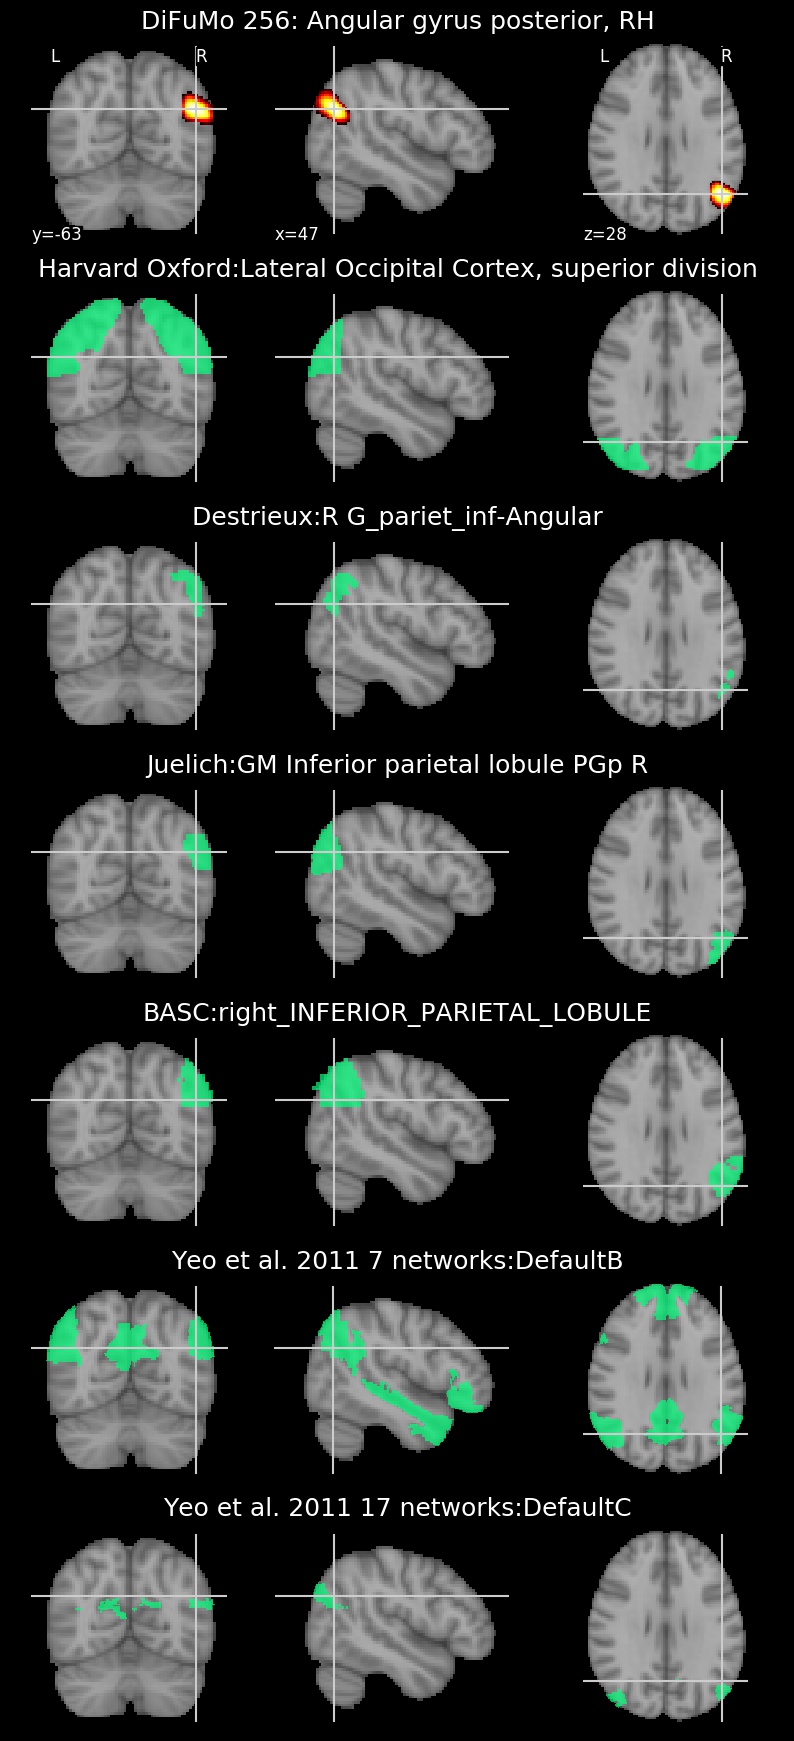 DiFuMo 256: Angular gyrus posterior, RH
L R L R
y=-63 x=47 z=28
Harvard Oxford:Lateral Occipital Cortex, superior division
Destrieux:R G_pariet_inf-Angular
Juelich:GM Inferior parietal lobule PGp R
BASC:right_INFERIOR_PARIETAL_LOBULE
Yeo et al. 2011 7 networks:DefaultB
Yeo et al. 2011 17 networks:DefaultC